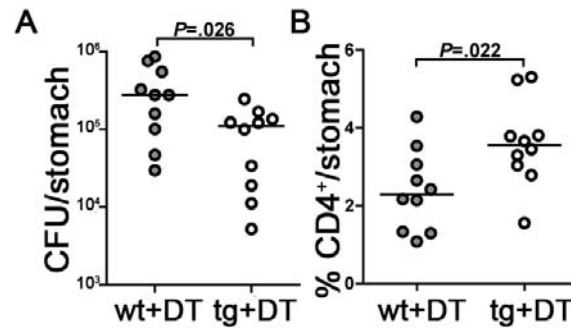 A
CFU/stomach
10⁶
10⁵
10⁴
10³
P=.026
wt+DT tg+DT
B
% CD4⁺/stomach
6
4
2
0
P=.022
wt+DT tg+DT